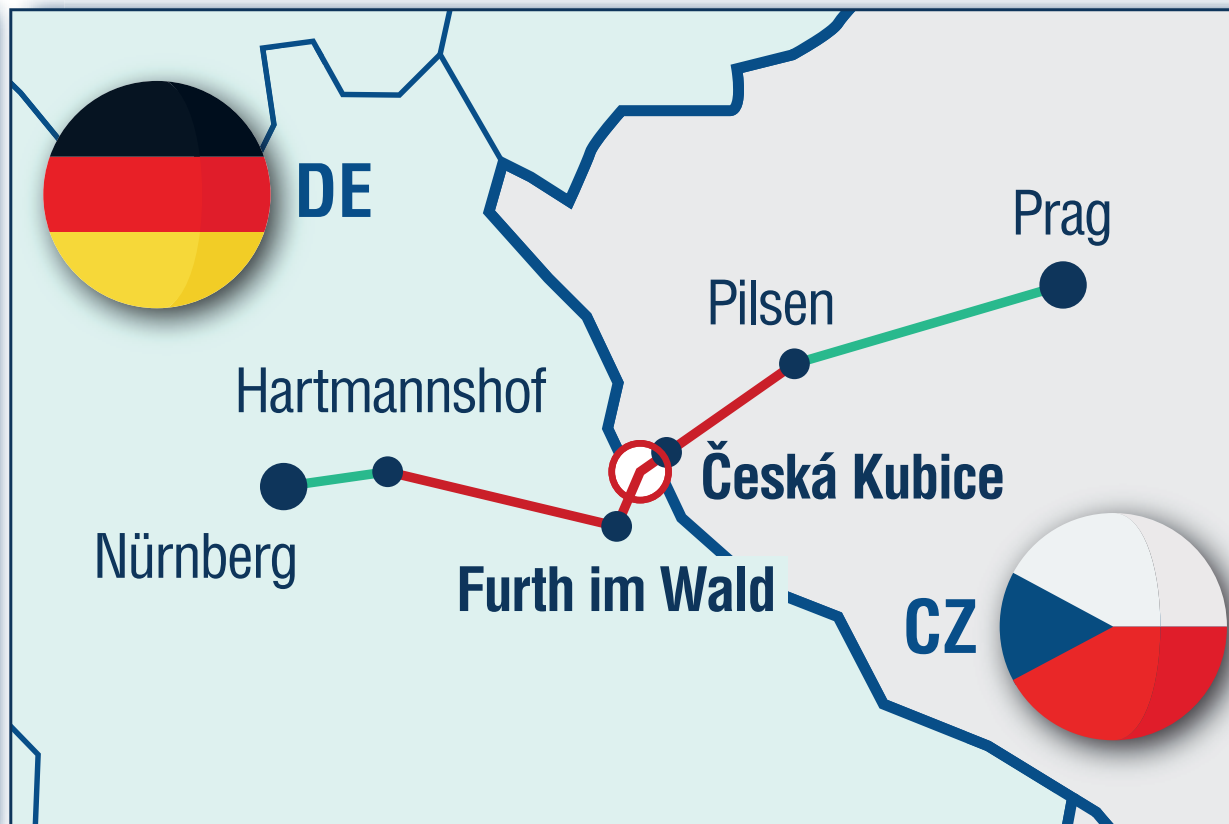 DE
Prag
Pilsen
Hartmannshof
Česká Kubice
Nürnberg
Furth im Wald
CZ